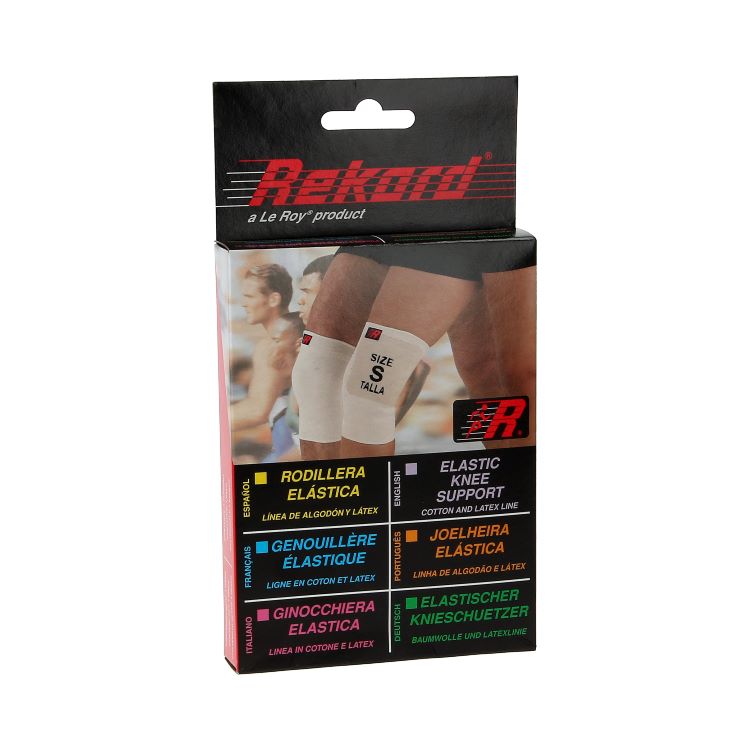 Rekord®
a Le Roy® product
R
SIZE
S
TALLA
R®
ESPAÑOL
RODILLERA
ELÁSTICA
LÍNEA DE ALGODÓN Y LÁTEX
ENGLISH
ELASTIC
KNEE
SUPPORT
COTTON AND LATEX LINE
FRANÇAIS
GENOUILLÈRE
ÉLASTIQUE
LIGNE EN COTON ET LATEX
PORTUGUÊS
JOELHEIRA
ELÁSTICA
LINHA DE ALGODÃO E LÁTEX
ITALIANO
GINOCCHIERA
ELASTICA
LINEA IN COTONE E LATEX
DEUTSCH
ELASTISCHER
KNIESCHUETZER
BAUMWOLLE UND LATEXLINIE